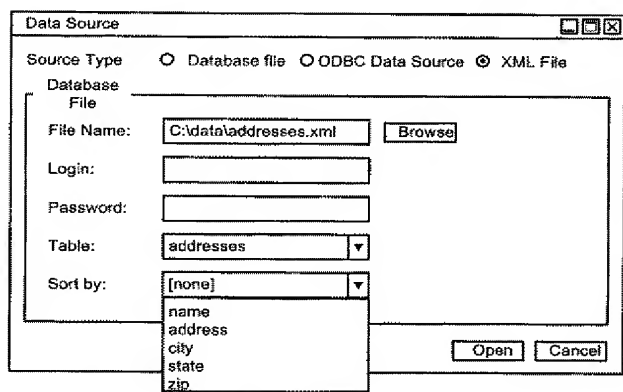 Data Source
Source Type Database file ODBC Data Source XML File
Database
File
File Name: C:\data\addresses.xml Browse
Login:
Password:
Table: addresses
Sort by: [none]
name
address
city
state
zip
Open Cancel